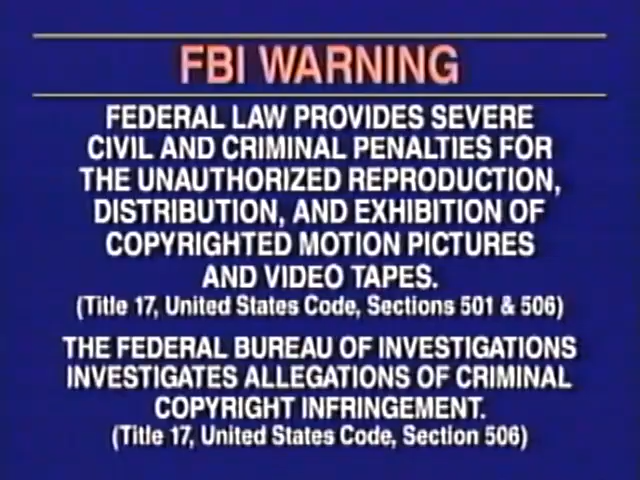 FBI WARNING
FEDERAL LAW PROVIDES SEVERE
CIVIL AND CRIMINAL PENALTIES FOR
THE UNAUTHORIZED REPRODUCTION,
DISTRIBUTION, AND EXHIBITION OF
COPYRIGHTED MOTION PICTURES
AND VIDEO TAPES.
(Title 17, United States Code, Sections 501 & 506)
THE FEDERAL BUREAU OF INVESTIGATIONS
INVESTIGATES ALLEGATIONS OF CRIMINAL
COPYRIGHT INFRINGEMENT.
(Title 17, United States Code, Section 506)